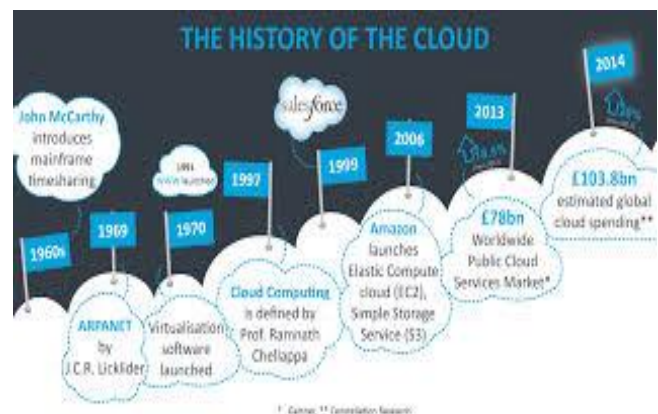 THE HISTORY OF THE CLOUD
John McCarthy
introduces
mainframe
timesharing
1960s
1969
ARPANET
by
J.C.R. Licklider
1970
Virtualisation
software
launched
launched
1997
Cloud Computing
is defined by
Prof. Ramnath
Chellappa
salesforce
1999
2006
Amazon
launches
Elastic Compute
cloud (EC2),
Simple Storage
Service (S3)
2013
£78bn
Worldwide
Public Cloud
Services Market*
2014
£103.8bn
estimated global
cloud spending**